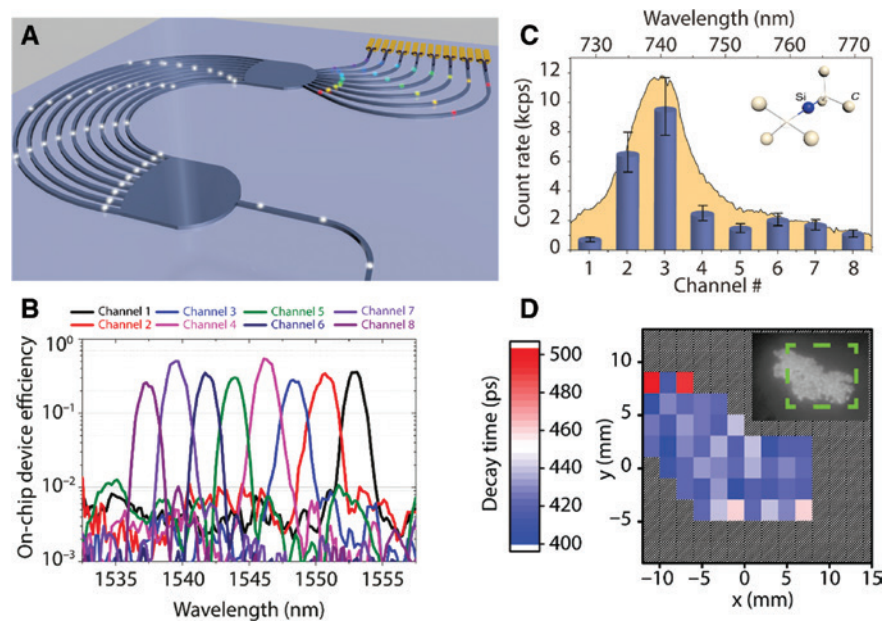 A
B
Channel 1 Channel 3 Channel 5 Channel 7
Channel 2 Channel 4 Channel 6 Channel 8
On-chip device efficiency
10⁰
10⁻¹
10⁻²
10⁻³
1535 1540 1545 1550 1555
Wavelength (nm)
C
Wavelength (nm)
730 740 750 760 770
Count rate (kcps)
12
10
8
6
4
2
0
Si
C
1 2 3 4 5 6 7 8
Channel #
D
Decay time (ps)
500
480
460
440
420
400
y (mm)
10
5
0
−5
−10 −5 0 5 10 15
x (mm)